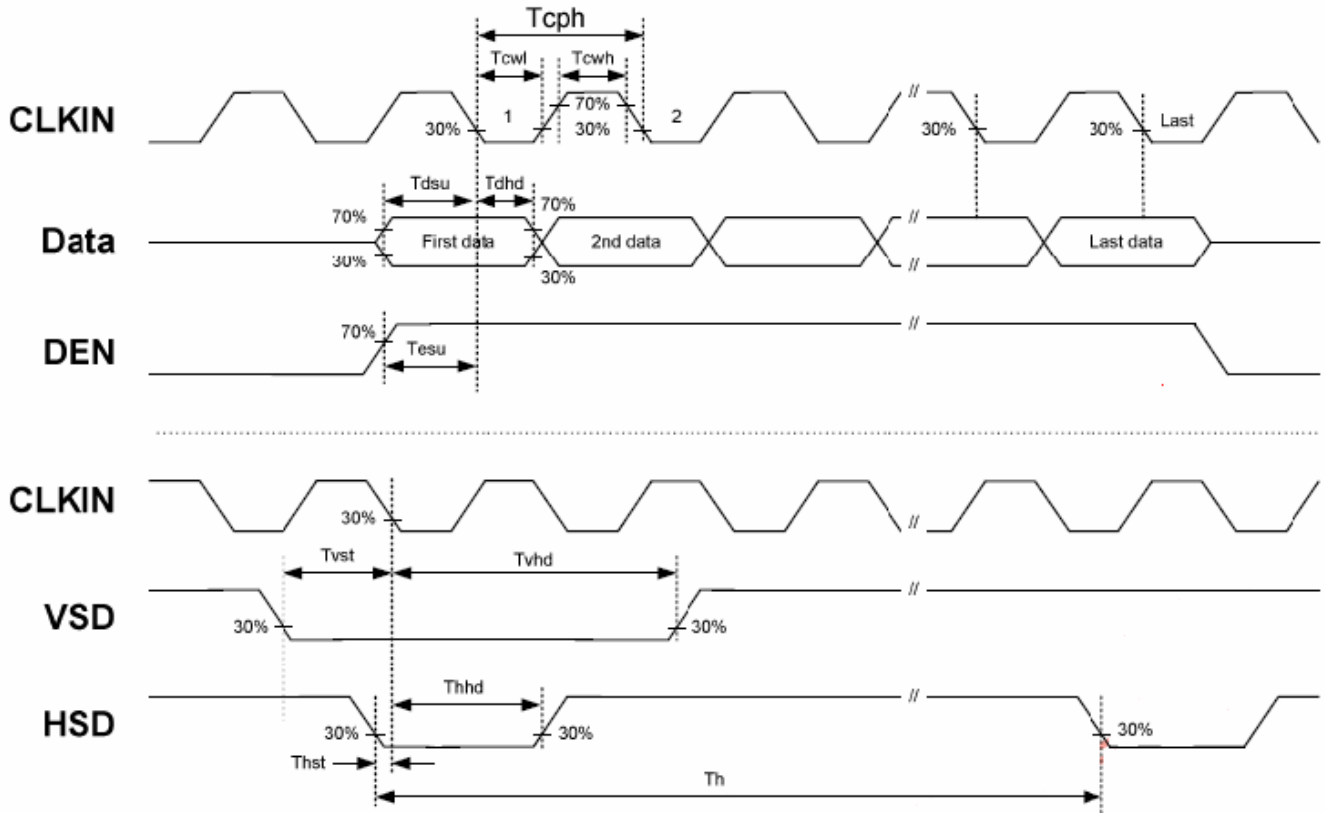 Tcph
Tcwl Tcwh
CLKIN 30% 1 70% 30% 2 // 30% 30% Last
Tdsu Tdhd
70% 70%
Data First data 2nd data // // Last data
30% 30%
70% //
DEN Tesu
CLKIN 30% //
Tvst Tvhd
VSD 30% 30% //
Thhd //
HSD 30% 30% 30%
Thst
Th